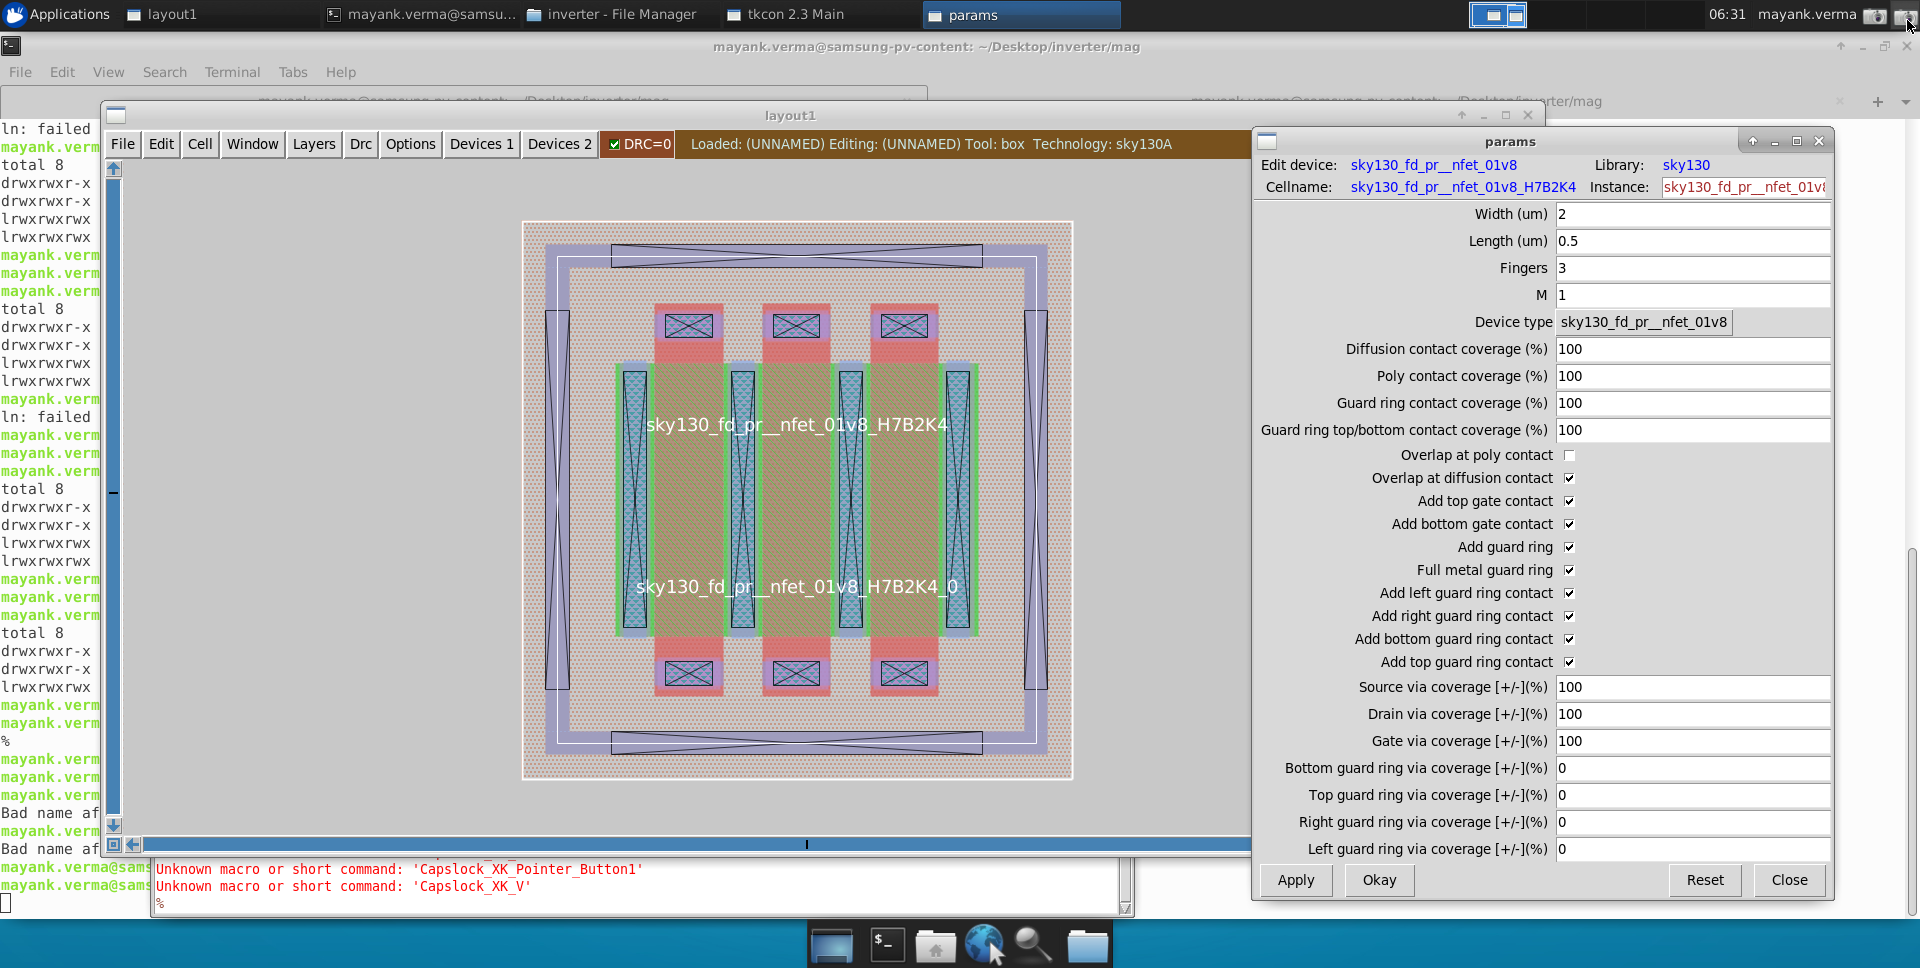 Applications
layout1
mayank.verma@samsu...
inverter - File Manager
tkcon 2.3 Main
params
06:31
mayank.verma
mayank.verma@samsung-pv-content: ~/Desktop/inverter/mag
File Edit View Search Terminal Tabs Help
ln: failed
mayank.verm
total 8
drwxrwxr-x
drwxrwxr-x
lrwxrwxrwx
lrwxrwxrwx
mayank.verm
mayank.verm
mayank.verm
total 8
drwxrwxr-x
drwxrwxr-x
lrwxrwxrwx
lrwxrwxrwx
mayank.verm
ln: failed
mayank.verm
mayank.verm
mayank.verm
total 8
drwxrwxr-x
drwxrwxr-x
lrwxrwxrwx
lrwxrwxrwx
mayank.verm
mayank.verm
mayank.verm
total 8
drwxrwxr-x
drwxrwxr-x
lrwxrwxrwx
mayank.verm
mayank.verm
%
mayank.verm
mayank.verm
mayank.verm
Bad name af
mayank.verm
Bad name af
mayank.verma@sams
mayank.verma@sams
layout1
File Edit Cell Window Layers Drc Options Devices 1 Devices 2 DRC=0 Loaded: (UNNAMED) Editing: (UNNAMED) Tool: box Technology: sky130A
sky130_fd_pr__nfet_01v8_H7B2K4
sky130_fd_pr__nfet_01v8_H7B2K4_0
Unknown macro or short command: 'Capslock_XK_Pointer_Button1'
Unknown macro or short command: 'Capslock_XK_V'
%
params
Edit device: sky130_fd_pr__nfet_01v8 Library: sky130
Cellname: sky130_fd_pr__nfet_01v8_H7B2K4 Instance: sky130_fd_pr__nfet_01v8
Width (um) 2
Length (um) 0.5
Fingers 3
M 1
Device type sky130_fd_pr__nfet_01v8
Diffusion contact coverage (%) 100
Poly contact coverage (%) 100
Guard ring contact coverage (%) 100
Guard ring top/bottom contact coverage (%) 100
Overlap at poly contact
Overlap at diffusion contact
Add top gate contact
Add bottom gate contact
Add guard ring
Full metal guard ring
Add left guard ring contact
Add right guard ring contact
Add bottom guard ring contact
Add top guard ring contact
Source via coverage [+/-](%) 100
Drain via coverage [+/-](%) 100
Gate via coverage [+/-](%) 100
Bottom guard ring via coverage [+/-](%) 0
Top guard ring via coverage [+/-](%) 0
Right guard ring via coverage [+/-](%) 0
Left guard ring via coverage [+/-](%) 0
Apply Okay Reset Close